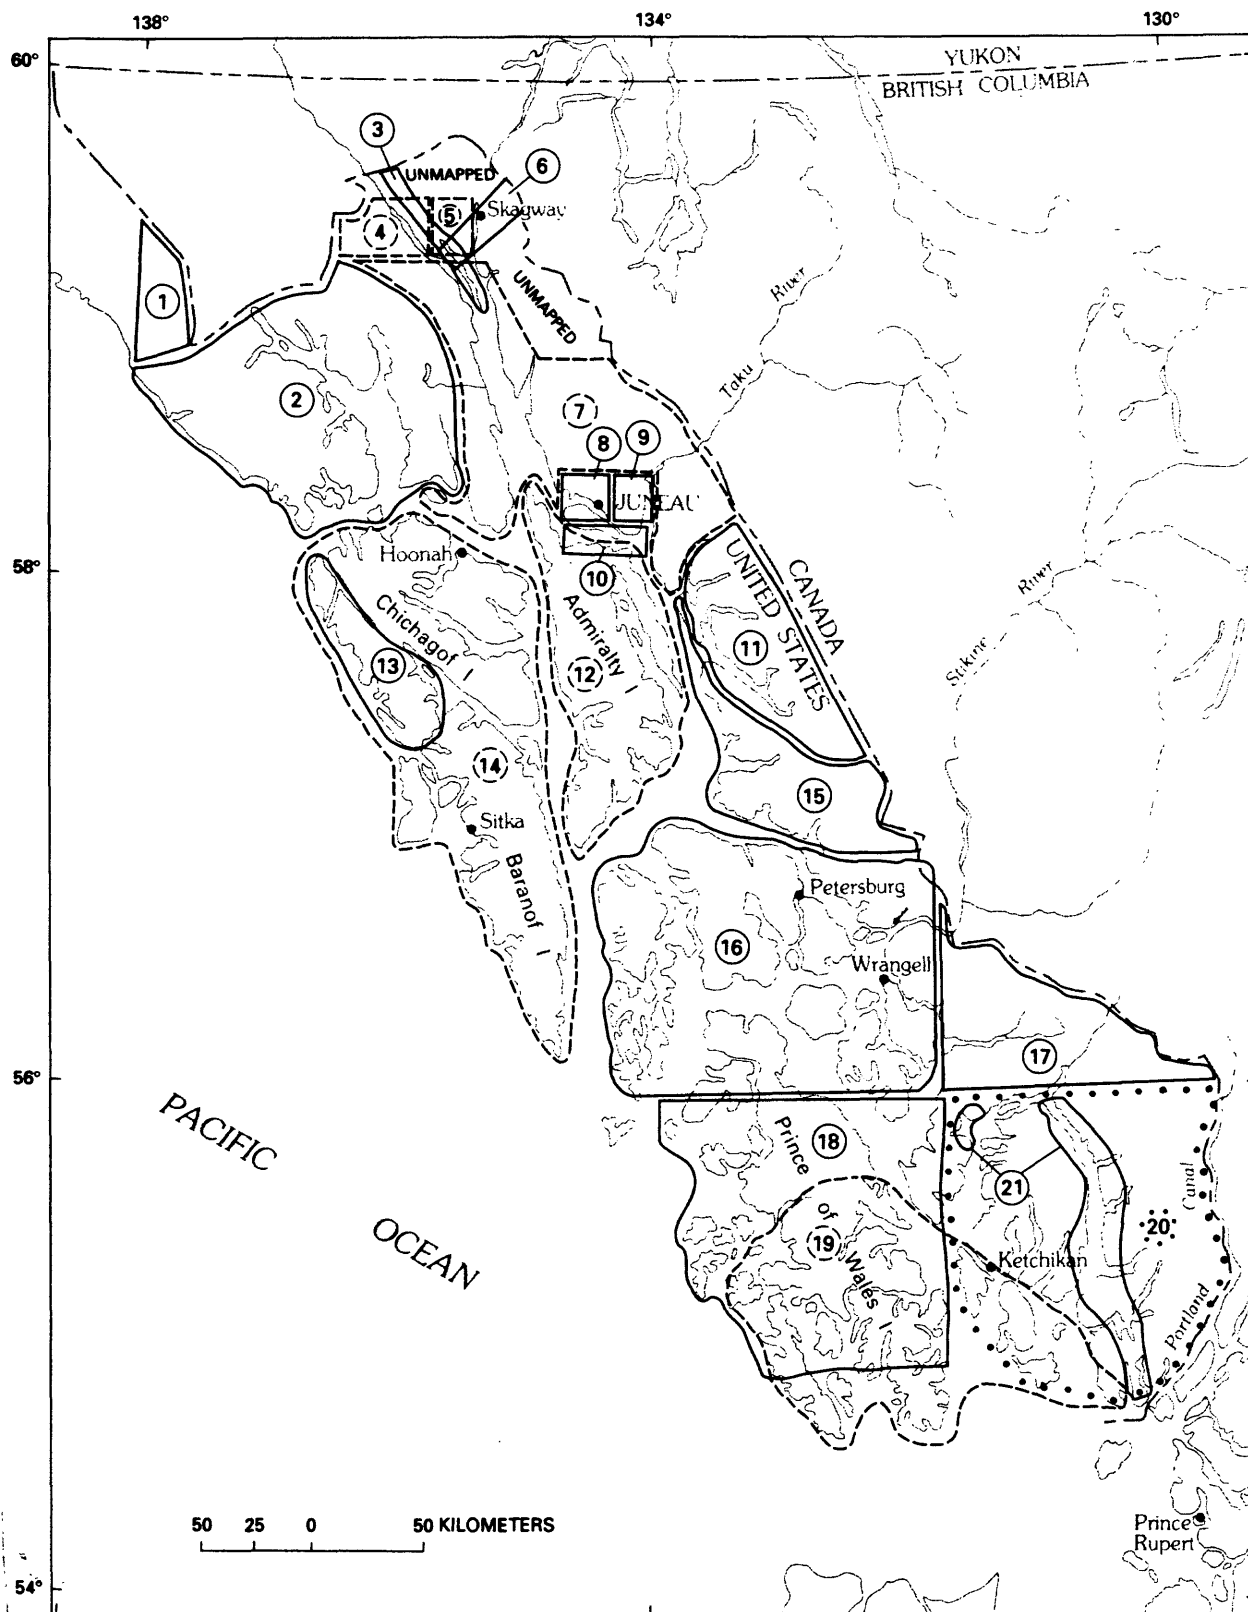 138° 134° 130°
60°
YUKON
BRITISH COLUMBIA
3
UNMAPPED
6
5
Skagway
4
1
UNMAPPED
River
Taku
2
7
8
9
JUNEAU
58°
Hoonah
10
UNITED STATES
CANADA
River
Stikine
Chichagof I
Admiralty I
11
13
12
14
15
Sitka
Baranof I
Petersburg
16
Wrangell
17
56°
PACIFIC
OCEAN
18
Prince of Wales I
21
Canal
20
19
Ketchikan
Portland
50 25 0 50 KILOMETERS
Prince
Rupert
54°